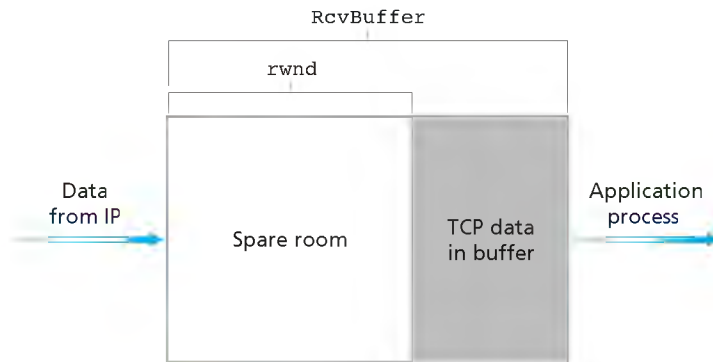 RcvBuffer
rwnd
Data
from IP
Spare room
TCP data
in buffer
Application
process